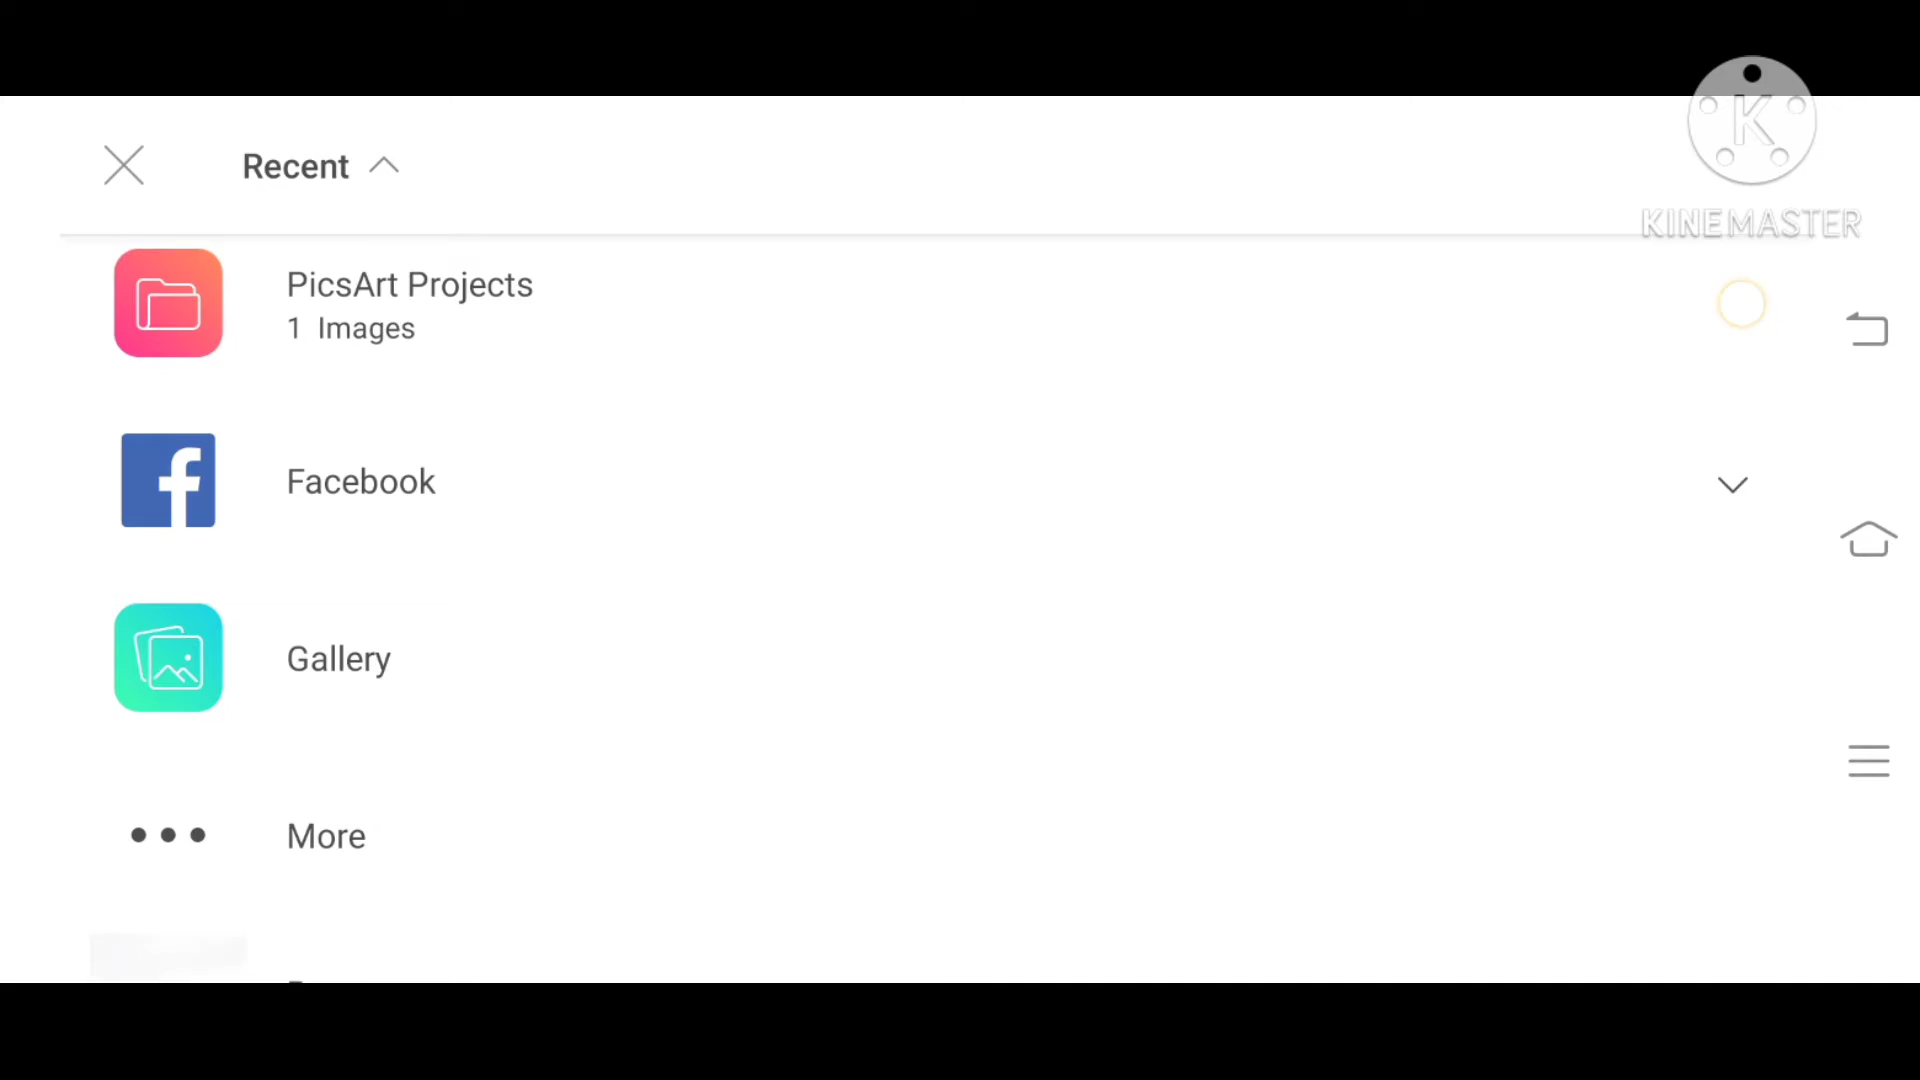 Recent
KINEMASTER
PicsArt Projects
1 Images
Facebook
Gallery
More